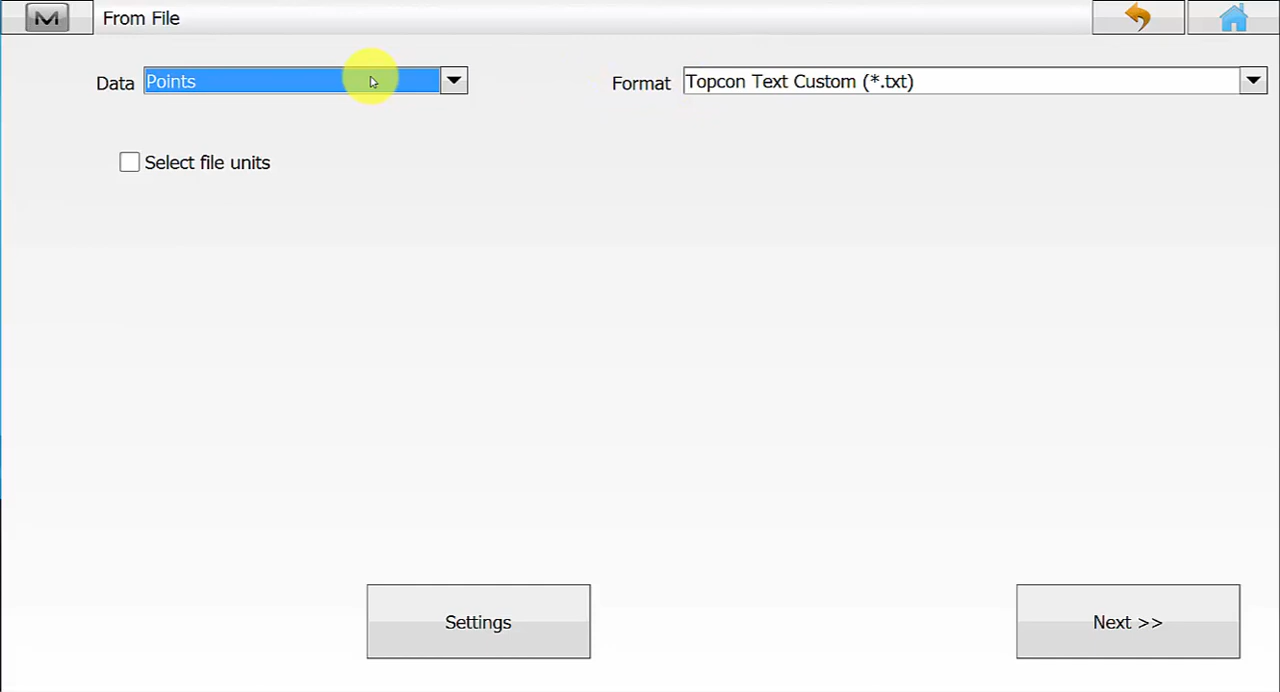 M From File
Data Points Format Topcon Text Custom (*.txt)
Select file units
Settings Next >>